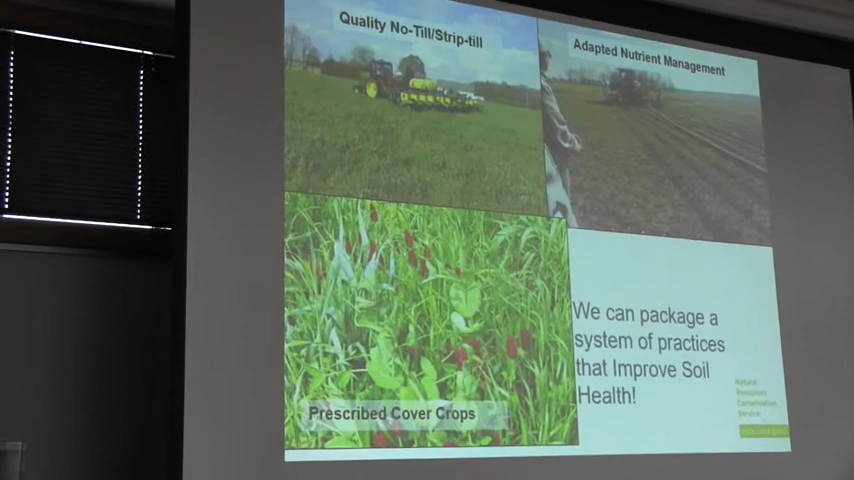 Quality No-Till/Strip-till
Adapted Nutrient Management
Prescribed Cover Crops
We can package a
system of practices
that Improve Soil
Health!
Natural
Resources
Conservation
Service